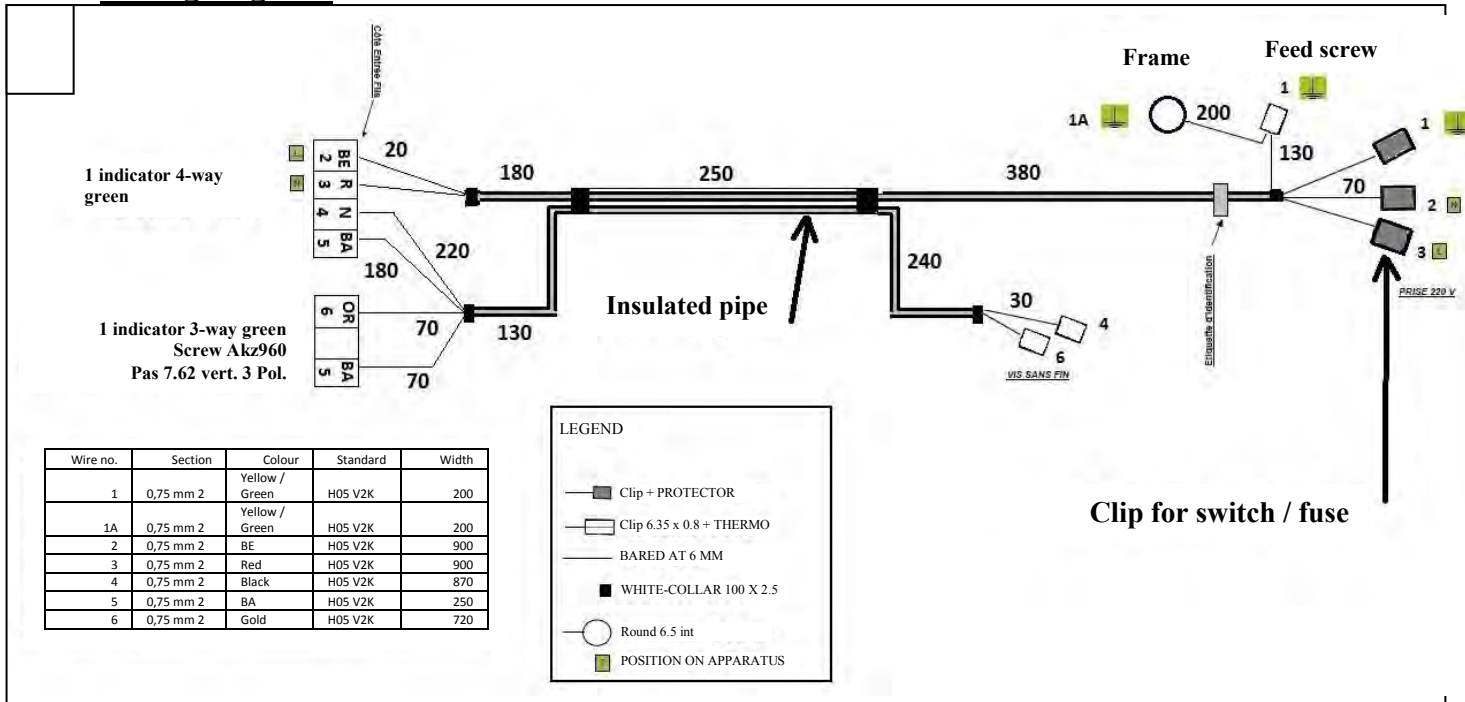 Côté Entrée Fils
Frame
Feed screw
1A
200
1
130
1
70
2 N
3 L
PRISE 220 V
1 indicator 4-way
green
L 2 BE
N 3 R
4 N
5 BA
20
180
250
380
220
180
240
Insulated pipe
Etiquette d'identification
1 indicator 3-way green
Screw Akz960
Pas 7.62 vert. 3 Pol.
6 OR
5 BA
70
130
70
30
4
6
VIS SANS FIN
Clip for switch / fuse
Wire no. Section Colour Standard Width
1 0,75 mm 2 Yellow / Green H05 V2K 200
1A 0,75 mm 2 Yellow / Green H05 V2K 200
2 0,75 mm 2 BE H05 V2K 900
3 0,75 mm 2 Red H05 V2K 900
4 0,75 mm 2 Black H05 V2K 870
5 0,75 mm 2 BA H05 V2K 250
6 0,75 mm 2 Gold H05 V2K 720
LEGEND
Clip + PROTECTOR
Clip 6.35 x 0.8 + THERMO
BARED AT 6 MM
WHITE-COLLAR 100 X 2.5
Round 6.5 int
POSITION ON APPARATUS